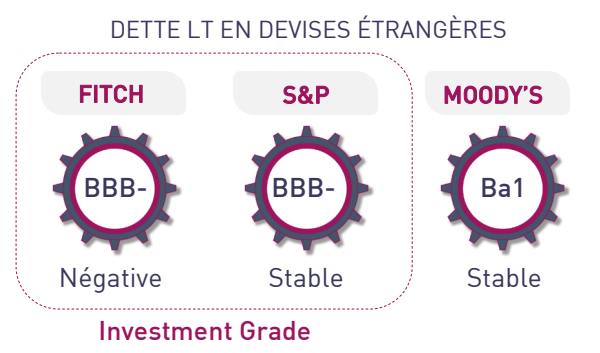 DETTE LT EN DEVISES ÉTRANGÈRES
FITCH S&P MOODY'S
BBB- BBB- Ba1
Négative Stable Stable
Investment Grade